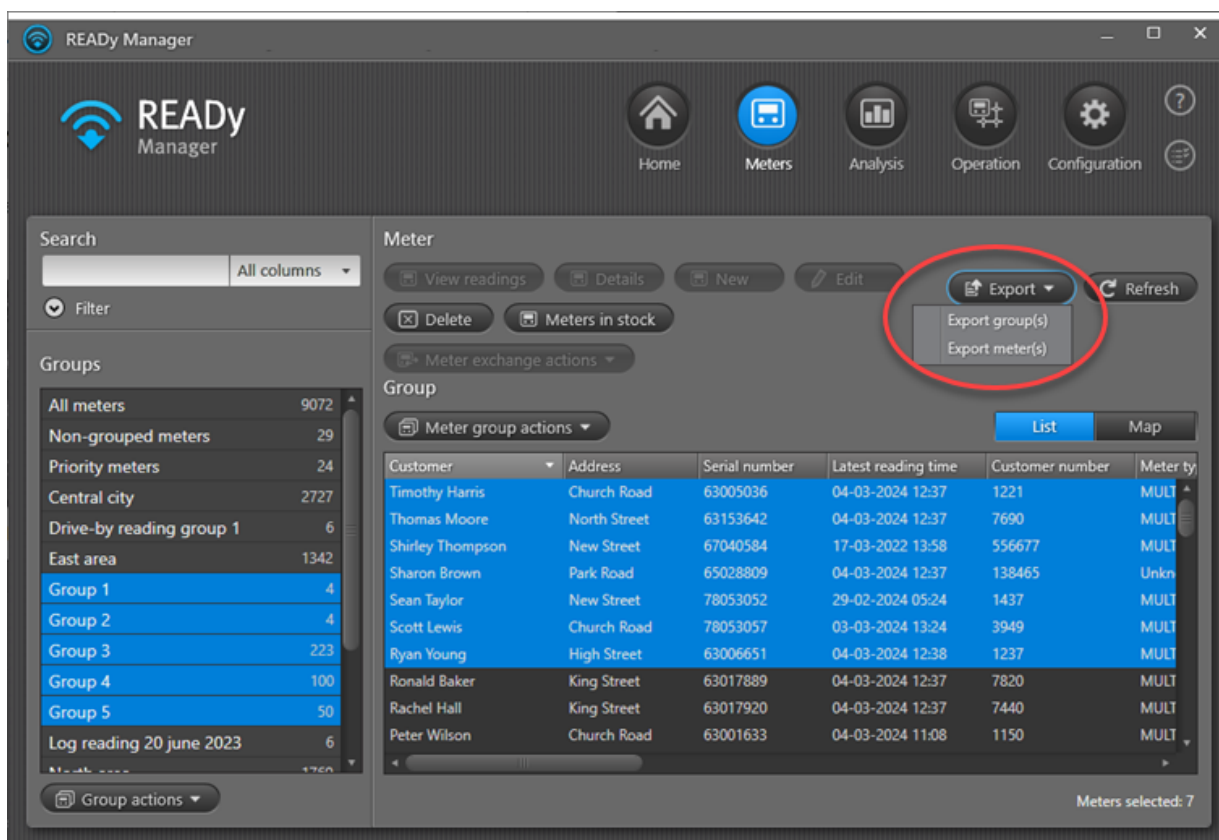 READy Manager
READy
Manager
Home
Meters
Analysis
Operation
Configuration
?
Search
All columns
Filter
Groups
All meters 9072
Non-grouped meters 29
Priority meters 24
Central city 2727
Drive-by reading group 1 6
East area 1342
Group 1 4
Group 2 4
Group 3 223
Group 4 100
Group 5 50
Log reading 20 june 2023 6
Group actions
Meter
View readings Details New Edit Export Refresh
Export group(s)
Export meter(s)
Delete Meters in stock
Meter exchange actions
Group
Meter group actions List Map
Customer Address Serial number Latest reading time Customer number Meter ty
Timothy Harris Church Road 63005036 04-03-2024 12:37 1221 MULT
Thomas Moore North Street 63153642 04-03-2024 12:37 7690 MULT
Shirley Thompson New Street 67040584 17-03-2022 13:58 556677 MULT
Sharon Brown Park Road 65028809 04-03-2024 12:37 138465 Unkn
Sean Taylor New Street 78053052 29-02-2024 05:24 1437 MULT
Scott Lewis Church Road 78053057 03-03-2024 13:24 3949 MULT
Ryan Young High Street 63006651 04-03-2024 12:38 1237 MULT
Ronald Baker King Street 63017889 04-03-2024 12:37 7820 MULT
Rachel Hall King Street 63017920 04-03-2024 12:37 7440 MULT
Peter Wilson Church Road 63001633 04-03-2024 11:08 1150 MULT
Meters selected: 7